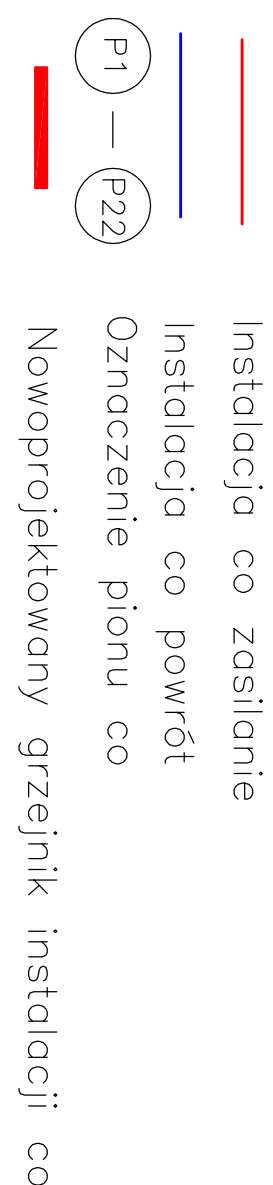 Instalacja co zasilanie
Instalacja co powrót
P1 — P22 Oznaczenie pionu co
Nowoprojektowany grzejnik instalacji co